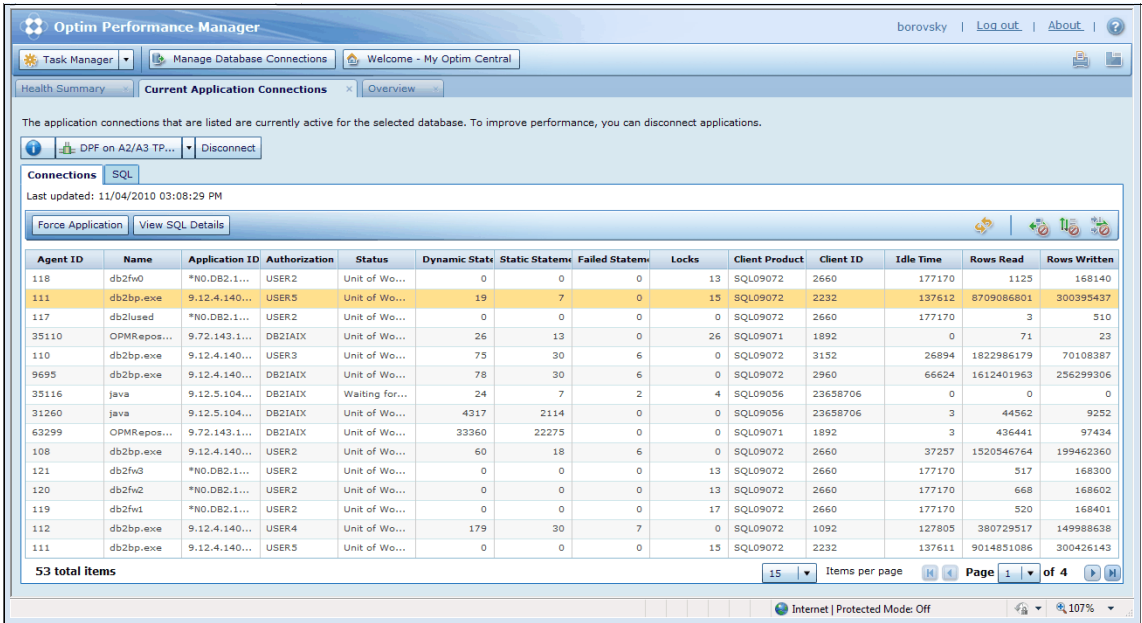 Optim Performance Manager borovsky | Log out | About | ?
Task Manager Manage Database Connections Welcome - My Optim Central
Health Summary Current Application Connections × Overview
The application connections that are listed are currently active for the selected database. To improve performance, you can disconnect applications.
DPF on A2/A3 TP... Disconnect
Connections SQL
Last updated: 11/04/2010 03:08:29 PM
Force Application View SQL Details
Agent ID Name Application ID Authorization Status Dynamic State Static Stateme Failed Stateme Locks Client Product Client ID Idle Time Rows Read Rows Written
118 db2fw0 *N0.DB2.1... USER2 Unit of Wo... 0 0 0 13 SQL09072 2660 177170 1125 168140
111 db2bp.exe 9.12.4.140... USER5 Unit of Wo... 19 7 0 15 SQL09072 2232 137612 8709086801 300395437
117 db2lused *N0.DB2.1... USER2 Unit of Wo... 0 0 0 0 SQL09072 2660 177170 3 510
35110 OPMRepos... 9.72.143.1... DB2IAIX Unit of Wo... 26 13 0 26 SQL09071 1892 0 71 23
110 db2bp.exe 9.12.4.140... USER3 Unit of Wo... 75 30 6 0 SQL09072 3152 26894 1822986179 70108387
9695 db2bp.exe 9.12.4.140... DB2IAIX Unit of Wo... 78 30 6 0 SQL09072 2960 66624 1612401963 256299306
35116 java 9.12.5.104... DB2IAIX Waiting for... 24 7 2 4 SQL09056 23658706 0 0 0
31260 java 9.12.5.104... DB2IAIX Unit of Wo... 4317 2114 0 0 SQL09056 23658706 3 44562 9252
63299 OPMRepos... 9.72.143.1... DB2IAIX Unit of Wo... 33360 22275 0 0 SQL09071 1892 3 436441 97434
108 db2bp.exe 9.12.4.140... USER2 Unit of Wo... 60 18 6 0 SQL09072 2660 37257 1520546764 199462360
121 db2fw3 *N0.DB2.1... USER2 Unit of Wo... 0 0 0 13 SQL09072 2660 177170 517 168300
120 db2fw2 *N0.DB2.1... USER2 Unit of Wo... 0 0 0 13 SQL09072 2660 177170 668 168602
119 db2fw1 *N0.DB2.1... USER2 Unit of Wo... 0 0 0 17 SQL09072 2660 177170 520 168401
112 db2bp.exe 9.12.4.140... USER4 Unit of Wo... 179 30 7 0 SQL09072 1092 127805 380729517 149988638
111 db2bp.exe 9.12.4.140... USER5 Unit of Wo... 0 0 0 15 SQL09072 2232 137611 9014851086 300426143
53 total items 15 Items per page Page 1 of 4
Internet | Protected Mode: Off 107%